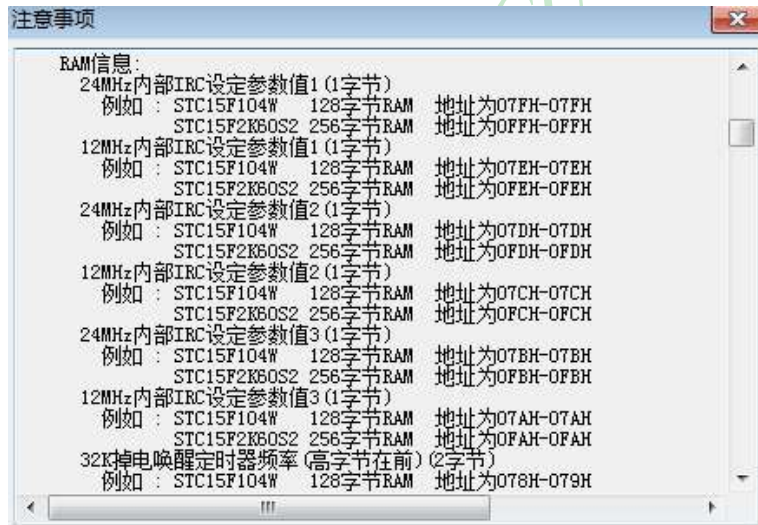 注意事项
RAM信息:
24MHz内部IRC设定参数值1(1字节)
例如 : STC15F104W 128字节RAM 地址为07FH-07FH
STC15F2K60S2 256字节RAM 地址为0FFH-0FFH
12MHz内部IRC设定参数值1(1字节)
例如 : STC15F104W 128字节RAM 地址为07EH-07EH
STC15F2K60S2 256字节RAM 地址为0FEH-0FEH
24MHz内部IRC设定参数值2(1字节)
例如 : STC15F104W 128字节RAM 地址为07DH-07DH
STC15F2K60S2 256字节RAM 地址为0FDH-0FDH
12MHz内部IRC设定参数值2(1字节)
例如 : STC15F104W 128字节RAM 地址为07CH-07CH
STC15F2K60S2 256字节RAM 地址为0FCH-0FCH
24MHz内部IRC设定参数值3(1字节)
例如 : STC15F104W 128字节RAM 地址为07BH-07BH
STC15F2K60S2 256字节RAM 地址为0FBH-0FBH
12MHz内部IRC设定参数值3(1字节)
例如 : STC15F104W 128字节RAM 地址为07AH-07AH
STC15F2K60S2 256字节RAM 地址为0FAH-0FAH
32K掉电唤醒定时器频率(高字节在前)(2字节)
例如 : STC15F104W 128字节RAM 地址为078H-079H